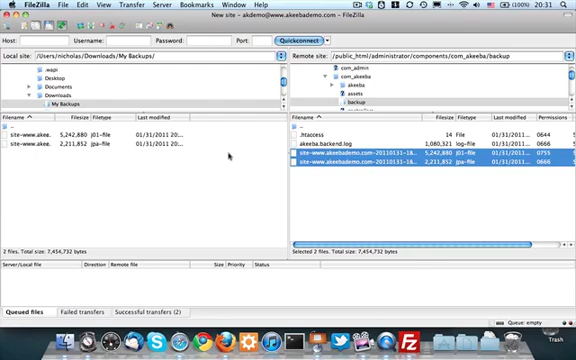 FileZilla File Edit View Transfer Server Bookmarks Window Help 20:31
New site - akdemo@www.akeebademo.com - FileZilla
Host: Username: Password: Port: Quickconnect
Local site: /Users/nicholas/Downloads/My Backups/
Remote site: /public_html/administrator/components/com_akeeba/backup
.wapi
Desktop
Documents
Downloads
My Backups
com_admin
com_akeeba
akeeba
assets
backup
Filename Filesize Filetype Last modified
..
site-www.akee... 5,242,880 j01-file 01/31/2011 20:...
site-www.akee... 2,211,852 jpa-file 01/31/2011 20:...
Filename Filesize Filetype Last modified Permissions
..
.htaccess 14 File 01/31/2011... 0644
akeeba.backend.log 1,080,321 log-file 01/31/2011... 0644
site-www.akeebademo.com-20110131-18... 5,242,880 j01-file 01/31/2011... 0755
site-www.akeebademo.com-20110131-18... 2,211,852 jpa-file 01/31/2011... 0666
2 files. Total size: 7,454,732 bytes
Selected 2 files. Total size: 7,454,732 bytes
Server/Local file Direction Remote file Size Priority Status
Queued files Failed transfers Successful transfers (2)
Queue: empty
Trash